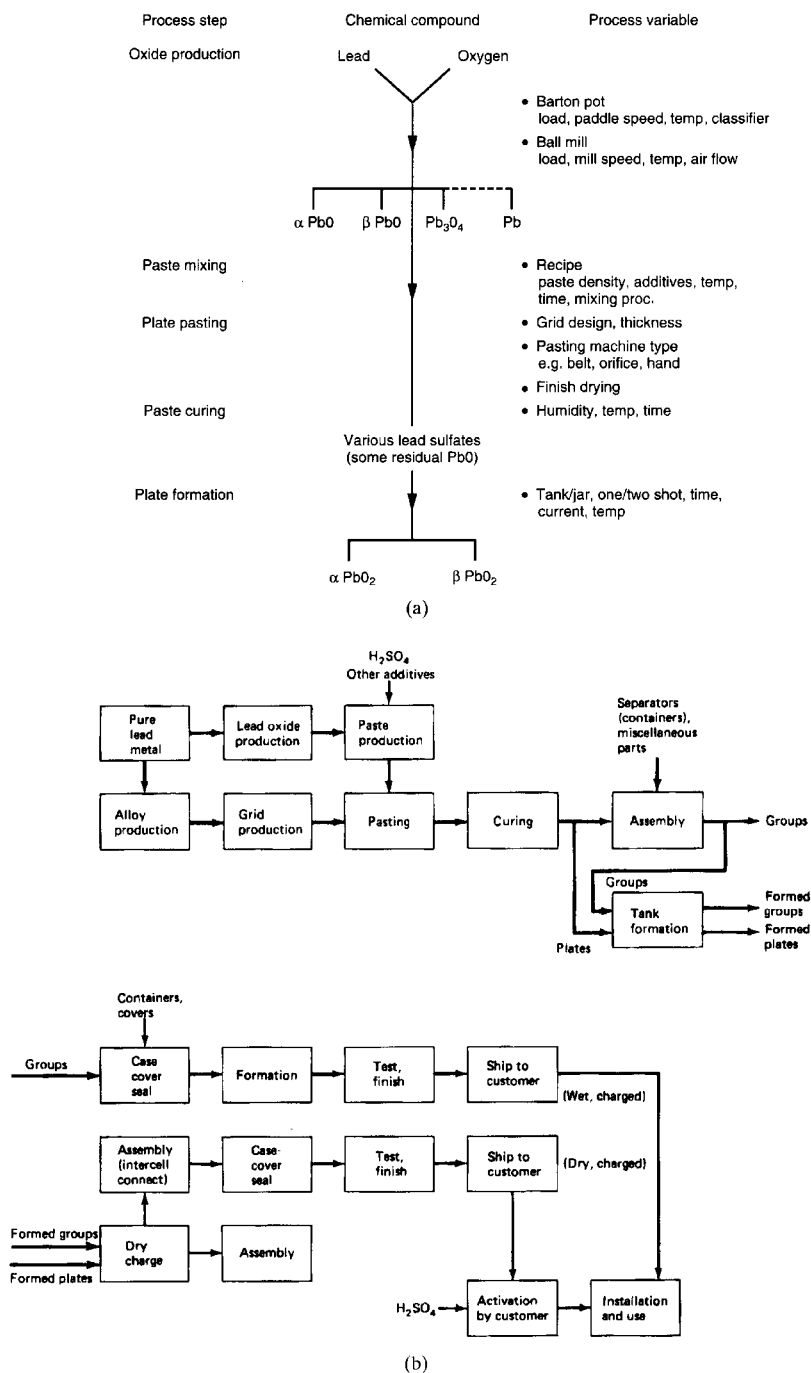 Process step Chemical compound Process variable
Oxide production Lead Oxygen
• Barton pot
load, paddle speed, temp, classifier
• Ball mill
load, mill speed, temp, air flow
α PbO β PbO Pb₃O₄ Pb
Paste mixing • Recipe
paste density, additives, temp,
time, mixing proc.
Plate pasting • Grid design, thickness
• Pasting machine type
e.g. belt, orifice, hand
• Finish drying
Paste curing • Humidity, temp, time
Various lead sulfates
(some residual PbO)
Plate formation • Tank/jar, one/two shot, time,
current, temp
α PbO₂ β PbO₂
(a)
H₂SO₄
Other additives
Pure
lead
metal
Lead oxide
production
Paste
production
Separators
(containers),
miscellaneous
parts
Alloy
production
Grid
production
Pasting
Curing
Assembly
Groups
Groups
Plates
Tank
formation
Formed
groups
Formed
plates
Containers,
covers
Groups
Case
cover
seal
Formation
Test,
finish
Ship to
customer
(Wet, charged)
Assembly
(intercell
connect)
Case-
cover
seal
Test,
finish
Ship to
customer
(Dry, charged)
Formed groups
Formed plates
Dry
charge
Assembly
H₂SO₄
Activation
by customer
Installation
and use
(b)